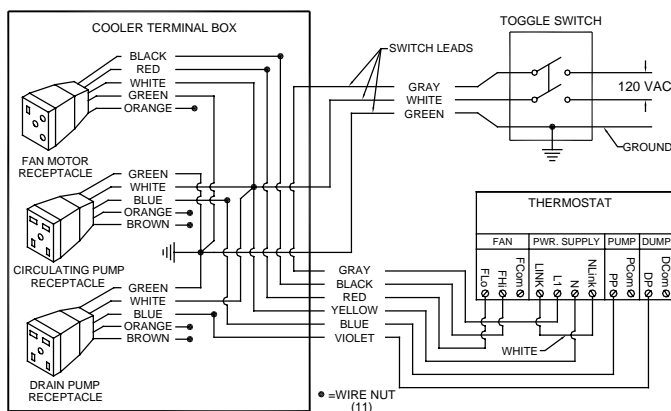 COOLER TERMINAL BOX
BLACK
RED
WHITE
GREEN
ORANGE
FAN MOTOR
RECEPTACLE
GREEN
WHITE
BLUE
ORANGE
BROWN
CIRCULATING PUMP
RECEPTACLE
GREEN
WHITE
BLUE
ORANGE
BROWN
DRAIN PUMP
RECEPTACLE
SWITCH LEADS
GRAY
WHITE
GREEN
TOGGLE SWITCH
120 VAC
GROUND
THERMOSTAT
FAN PWR. SUPPLY PUMP DUMP
FLo FHi FCom LINK L1 N NLink PP PCom DP DCom
GRAY
BLACK
RED
YELLOW
BLUE
VIOLET
WHITE
=WIRE NUT
(11)